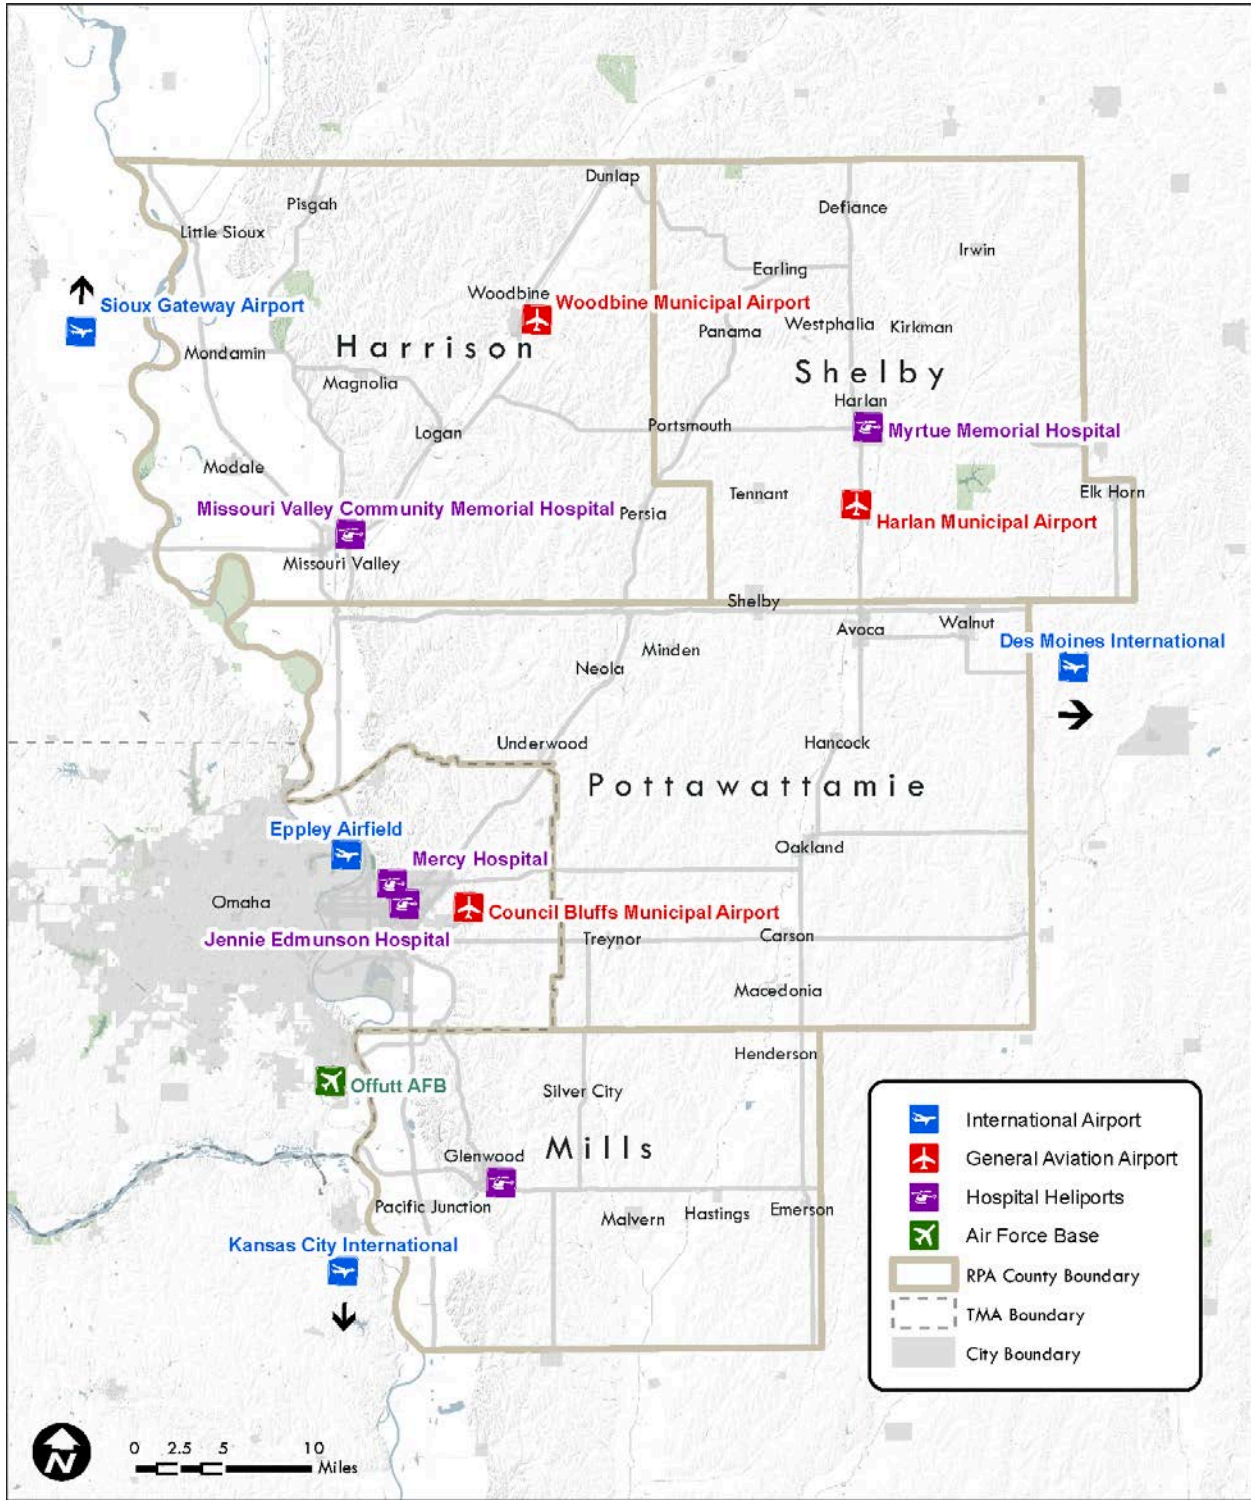 Dunlap
Pisgah
Defiance
Little Sioux
Irwin
Earling
Sioux Gateway Airport
Woodbine
Woodbine Municipal Airport
Panama
Westphalia
Kirkman
Harrison
Mondamin
Shelby
Magnolia
Harlan
Portsmouth
Logan
Myrtue Memorial Hospital
Modale
Tennant
Elk Horn
Missouri Valley Community Memorial Hospital
Persia
Harlan Municipal Airport
Missouri Valley
Shelby
Walnut
Avoca
Des Moines International
Minden
Neola
Underwood
Hancock
Pottawattamie
Eppley Airfield
Oakland
Mercy Hospital
Omaha
Council Bluffs Municipal Airport
Jennie Edmunson Hospital
Treynor
Carson
Macedonia
Henderson
Offutt AFB
Silver City
Mills
Glenwood
Pacific Junction
Malvern
Hastings
Emerson
Kansas City International
International Airport
General Aviation Airport
Hospital Heliports
Air Force Base
RPA County Boundary
TMA Boundary
City Boundary
N
0 2.5 5 10
Miles